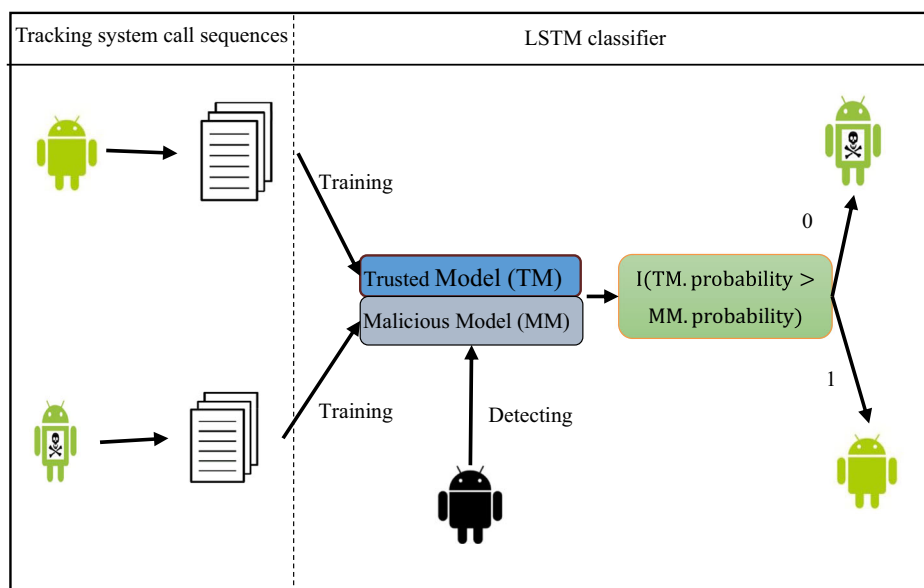 Tracking system call sequences
LSTM classifier
Training
0
Trusted Model (TM)
Malicious Model (MM)
I(TM. probability >
MM. probability)
1
Training
Detecting